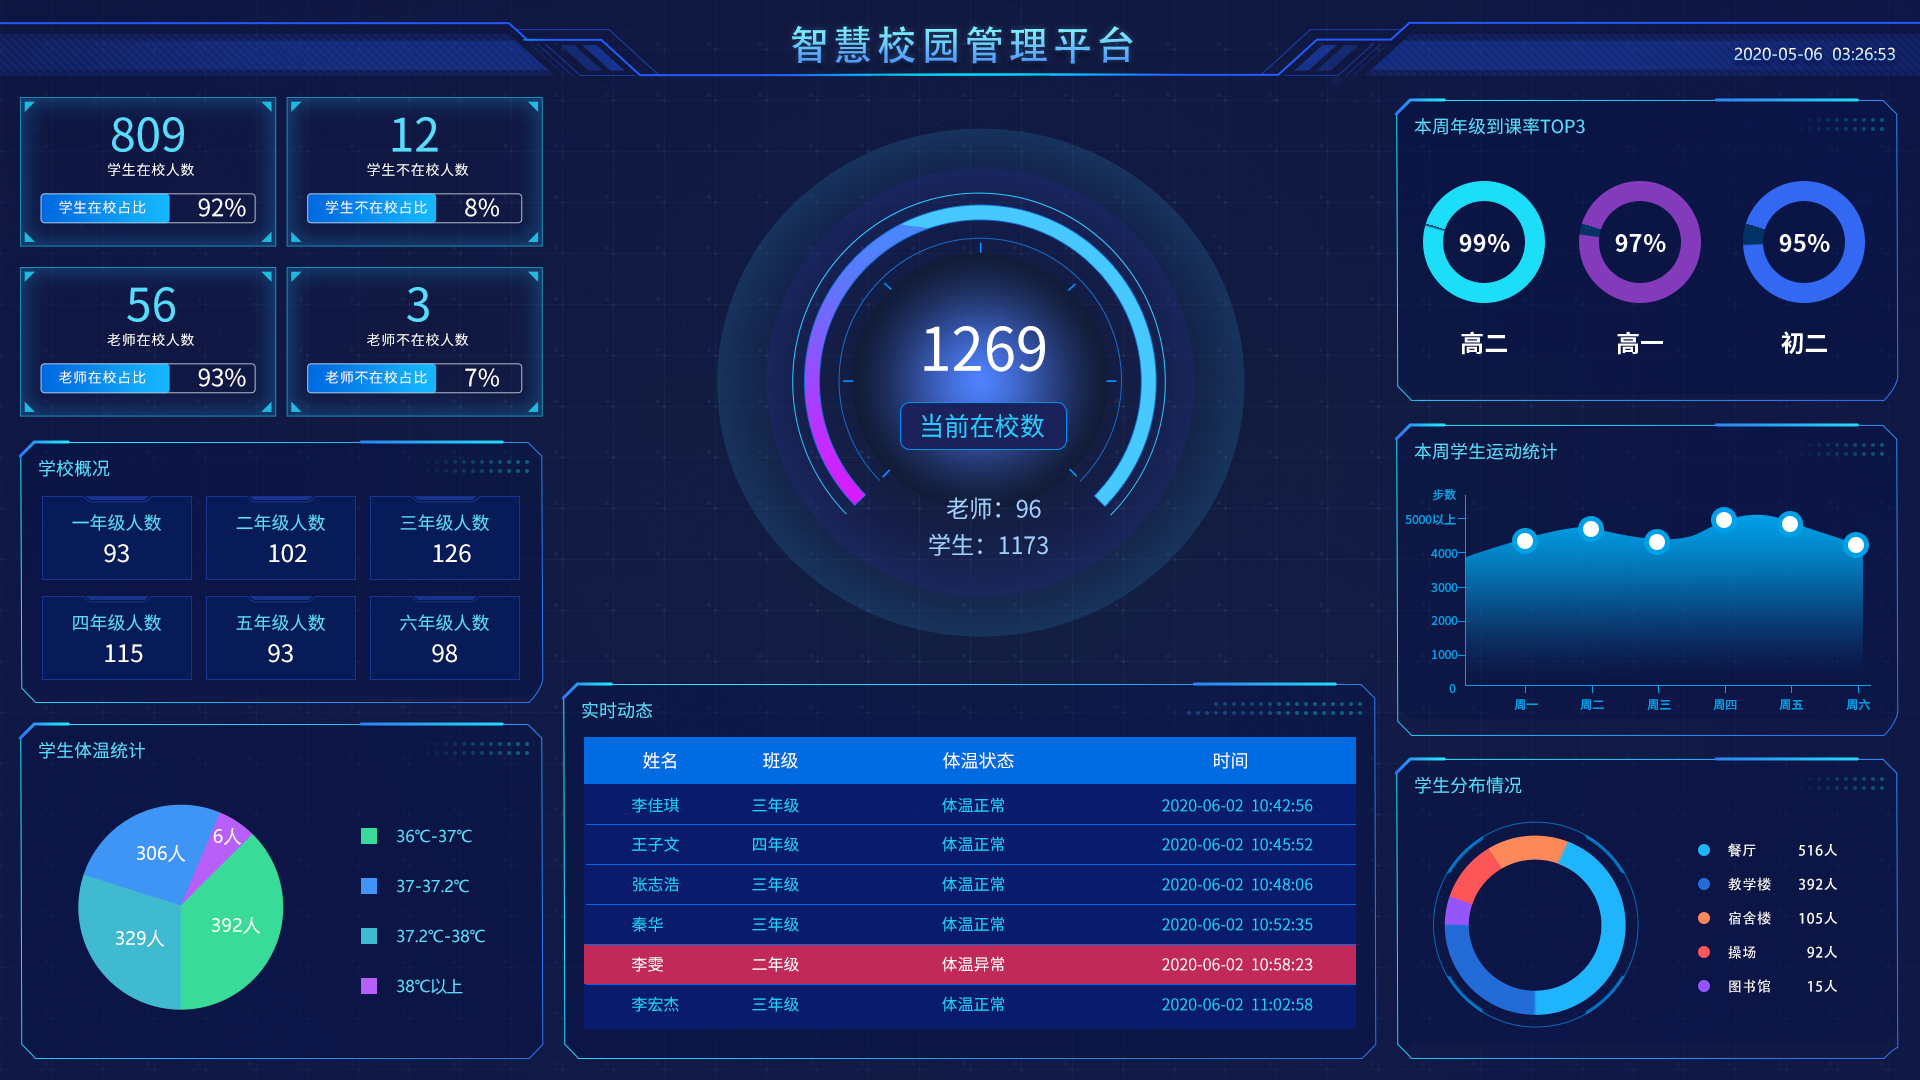 智慧校园管理平台
2020-05-06 03:26:53
809
学生在校人数
学生在校占比 92%
12
学生不在校人数
学生不在校占比 8%
56
老师在校人数
老师在校占比 93%
3
老师不在校人数
老师不在校占比 7%
学校概况
一年级人数
93
二年级人数
102
三年级人数
126
四年级人数
115
五年级人数
93
六年级人数
98
学生体温统计
306人
6人
329人
392人
36℃-37℃
37-37.2℃
37.2℃-38℃
38℃以上
1269
当前在校数
老师：96
学生：1173
实时动态
姓名 班级 体温状态 时间
李佳琪 三年级 体温正常 2020-06-02 10:42:56
王子文 四年级 体温正常 2020-06-02 10:45:52
张志浩 三年级 体温正常 2020-06-02 10:48:06
秦华 三年级 体温正常 2020-06-02 10:52:35
李雯 二年级 体温异常 2020-06-02 10:58:23
李宏杰 三年级 体温正常 2020-06-02 11:02:58
本周年级到课率TOP3
99%
97%
95%
高二
高一
初二
本周学生运动统计
步数
5000以上
4000
3000
2000
1000
0
周一 周二 周三 周四 周五 周六
学生分布情况
餐厅 516人
教学楼 392人
宿舍楼 105人
操场 92人
图书馆 15人